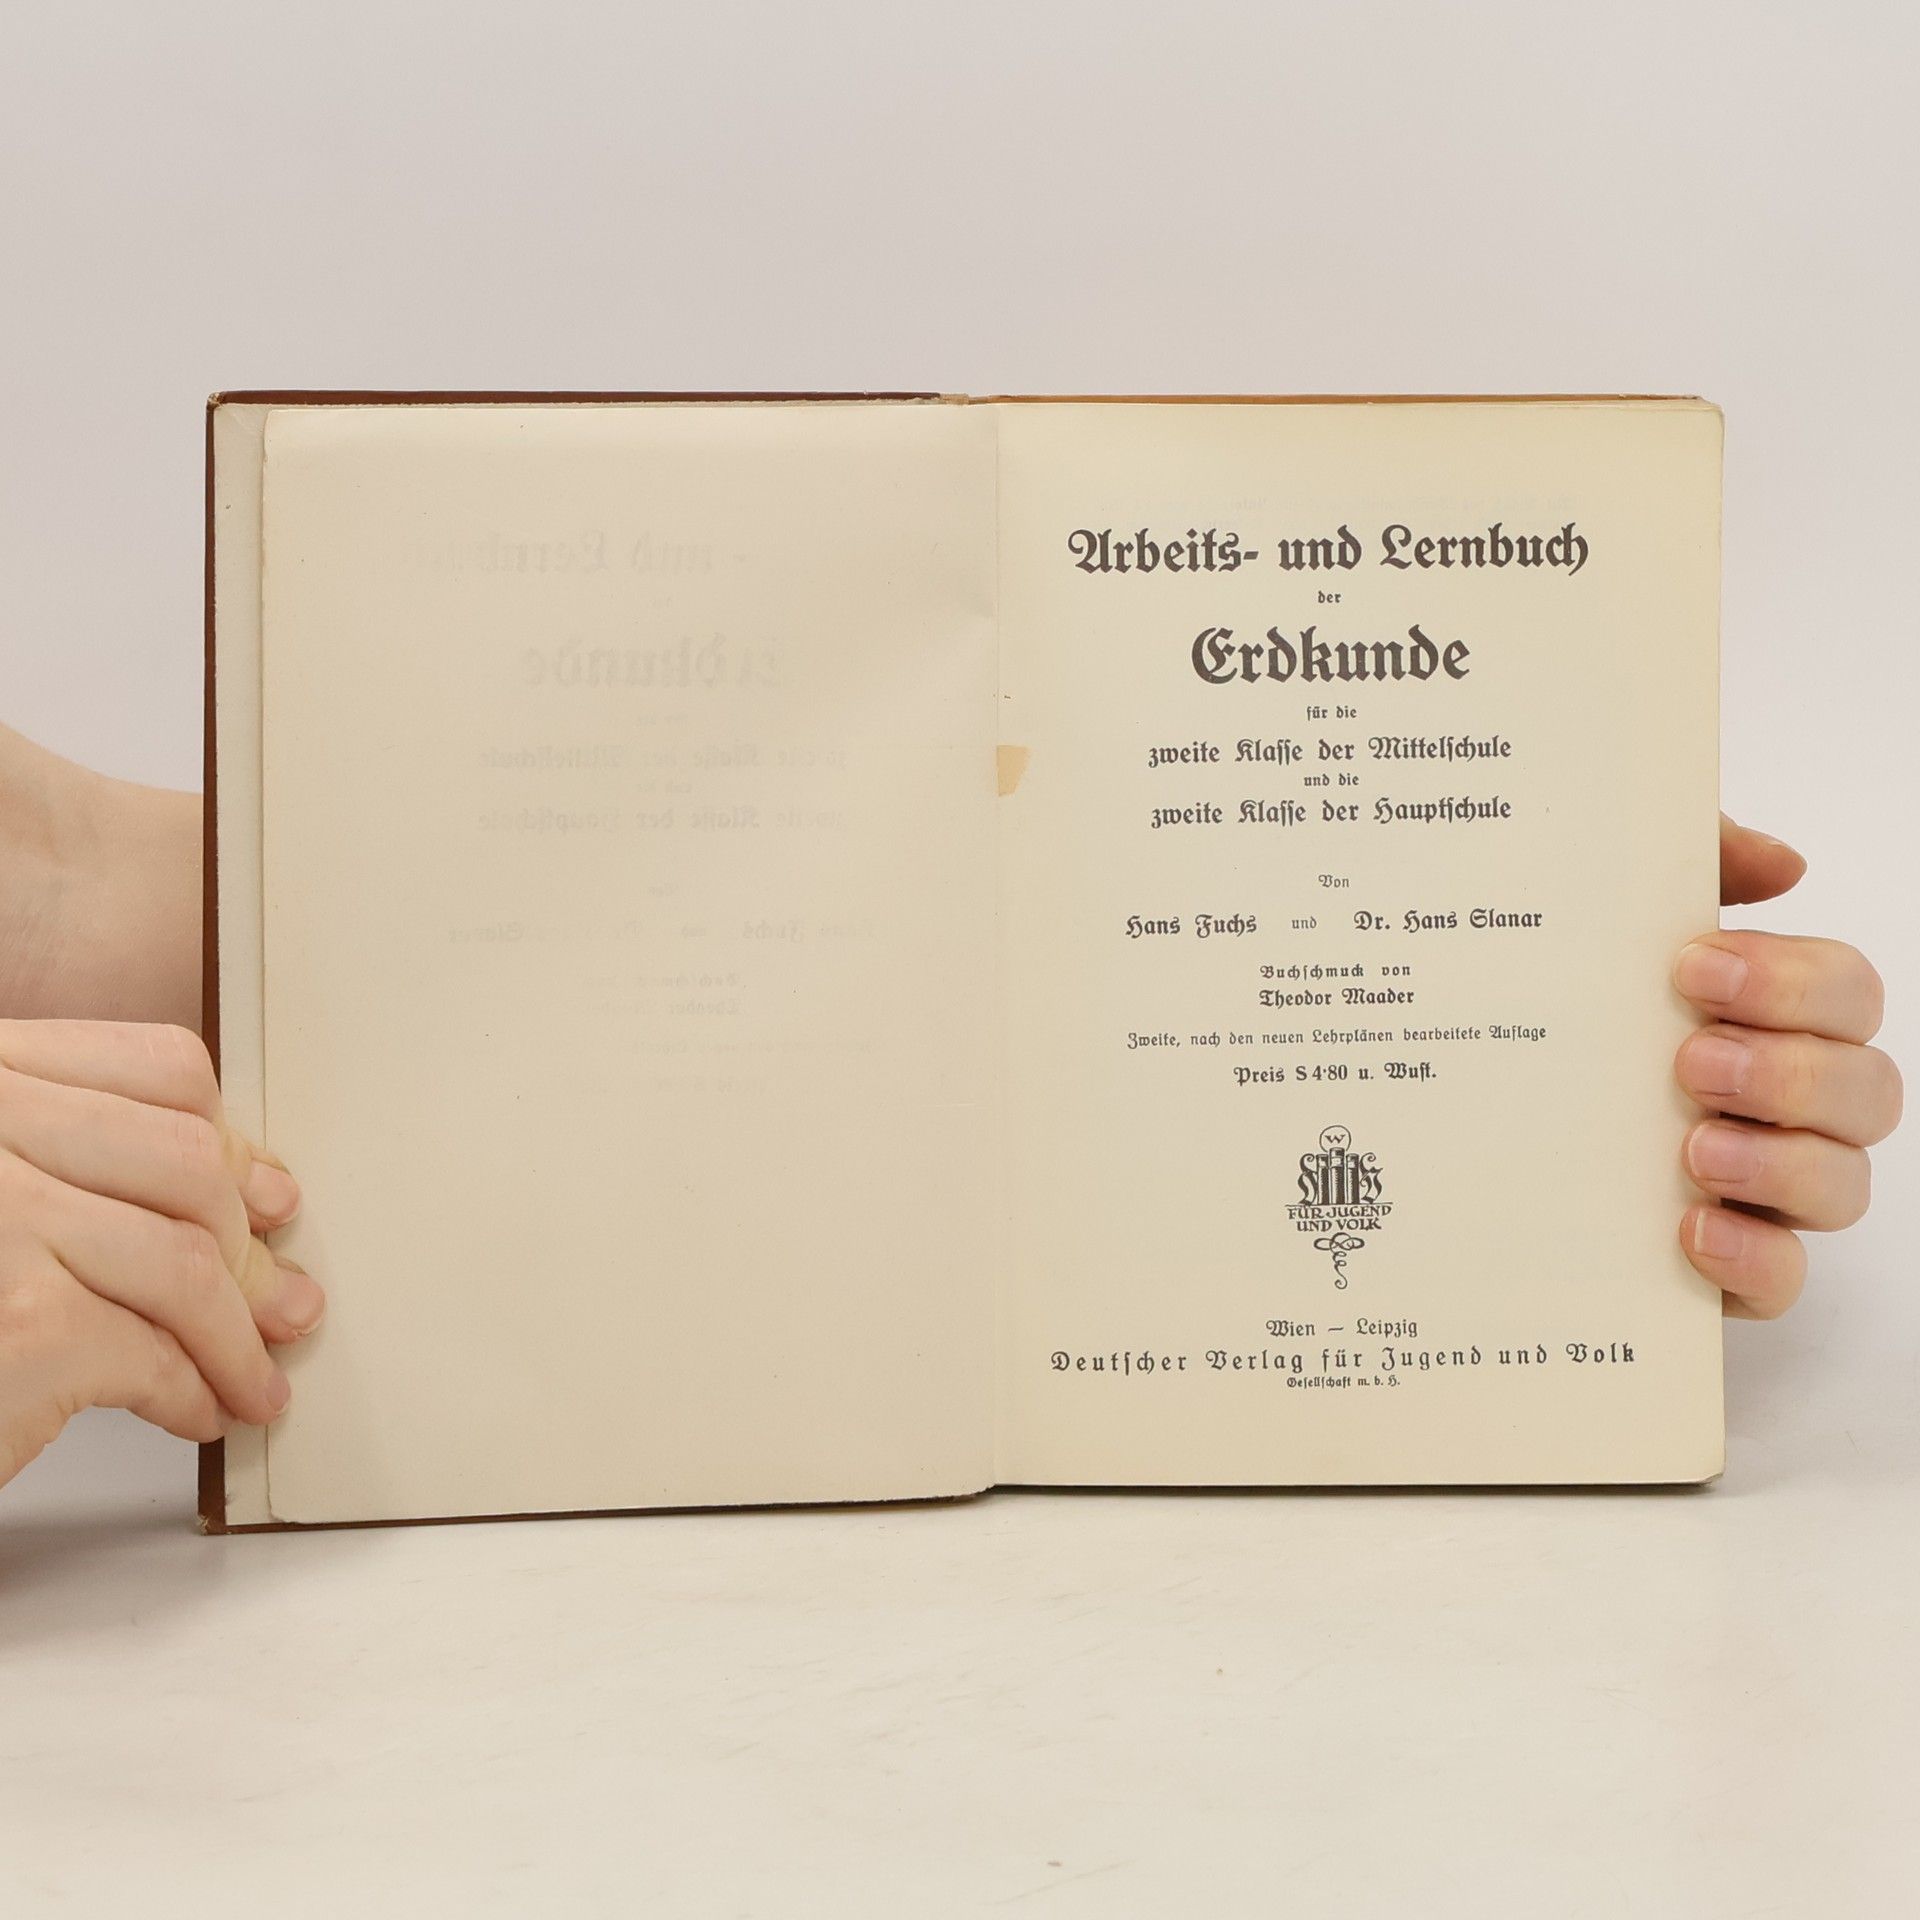 Arbeits- und Lernbuch
der
Erdkunde
für die
zweite Klasse der Mittelschule
und die
zweite Klasse der Hauptschule
Von
Hans Fuchs und Dr. Hans Slanar
Buchschmuck von
Theodor Maader
Zweite, nach den neuen Lehrplänen bearbeitete Auflage
Preis S 4·80 u. Wust.
W
FÜR JUGEND
UND VOLK
Wien — Leipzig
Deutscher Verlag für Jugend und Volk
Gesellschaft m. b. H.